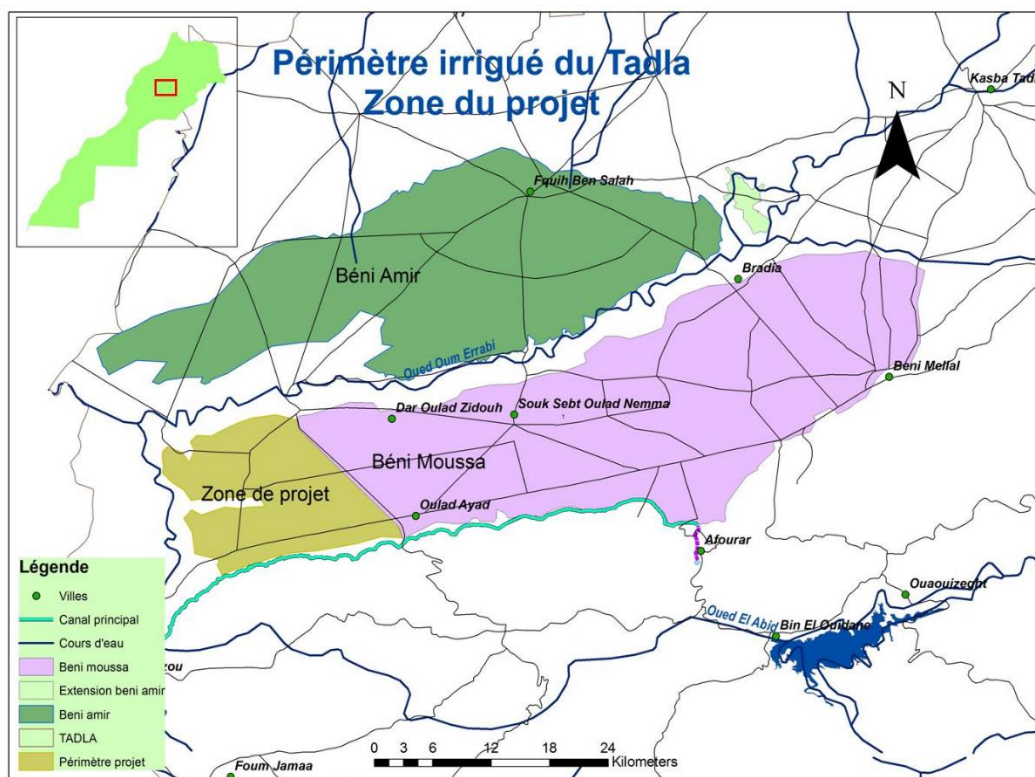 Périmètre irrigué du Tadla
Zone du projet
Kasba Tadl
N
Fquih Ben Salah
Béni Amir
Bradia
Oued Oum Errabi
Béni Mellal
Dar Oulad Zidouh
Souk Sebt Oulad Nemma
Béni Moussa
Zone de projet
Oulad Ayad
Afourar
Ouaouizeght
Oued El Abid
Bin El Ouidane
Légende
Villes
Canal principal
Cours d'eau
Beni moussa
Extension beni amir
Beni amir
TADLA
Périmètre projet
zou
Foum Jamaa
0 3 6 12 18 24
Kilometers